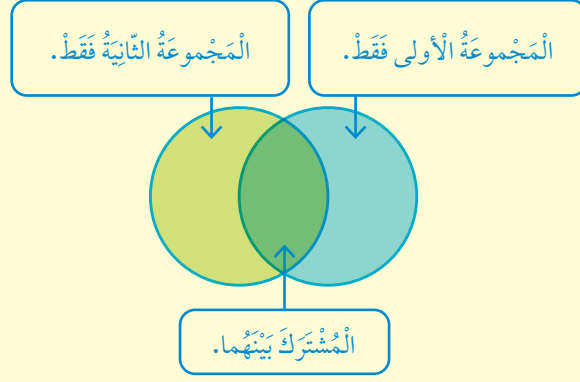 الْمَجْموعَةُ الْأولى فَقَطْ.
الْمَجْموعَةُ الثّانِيَةُ فَقَطْ.
الْمُشْتَرَكَ بَيْنَهُما.